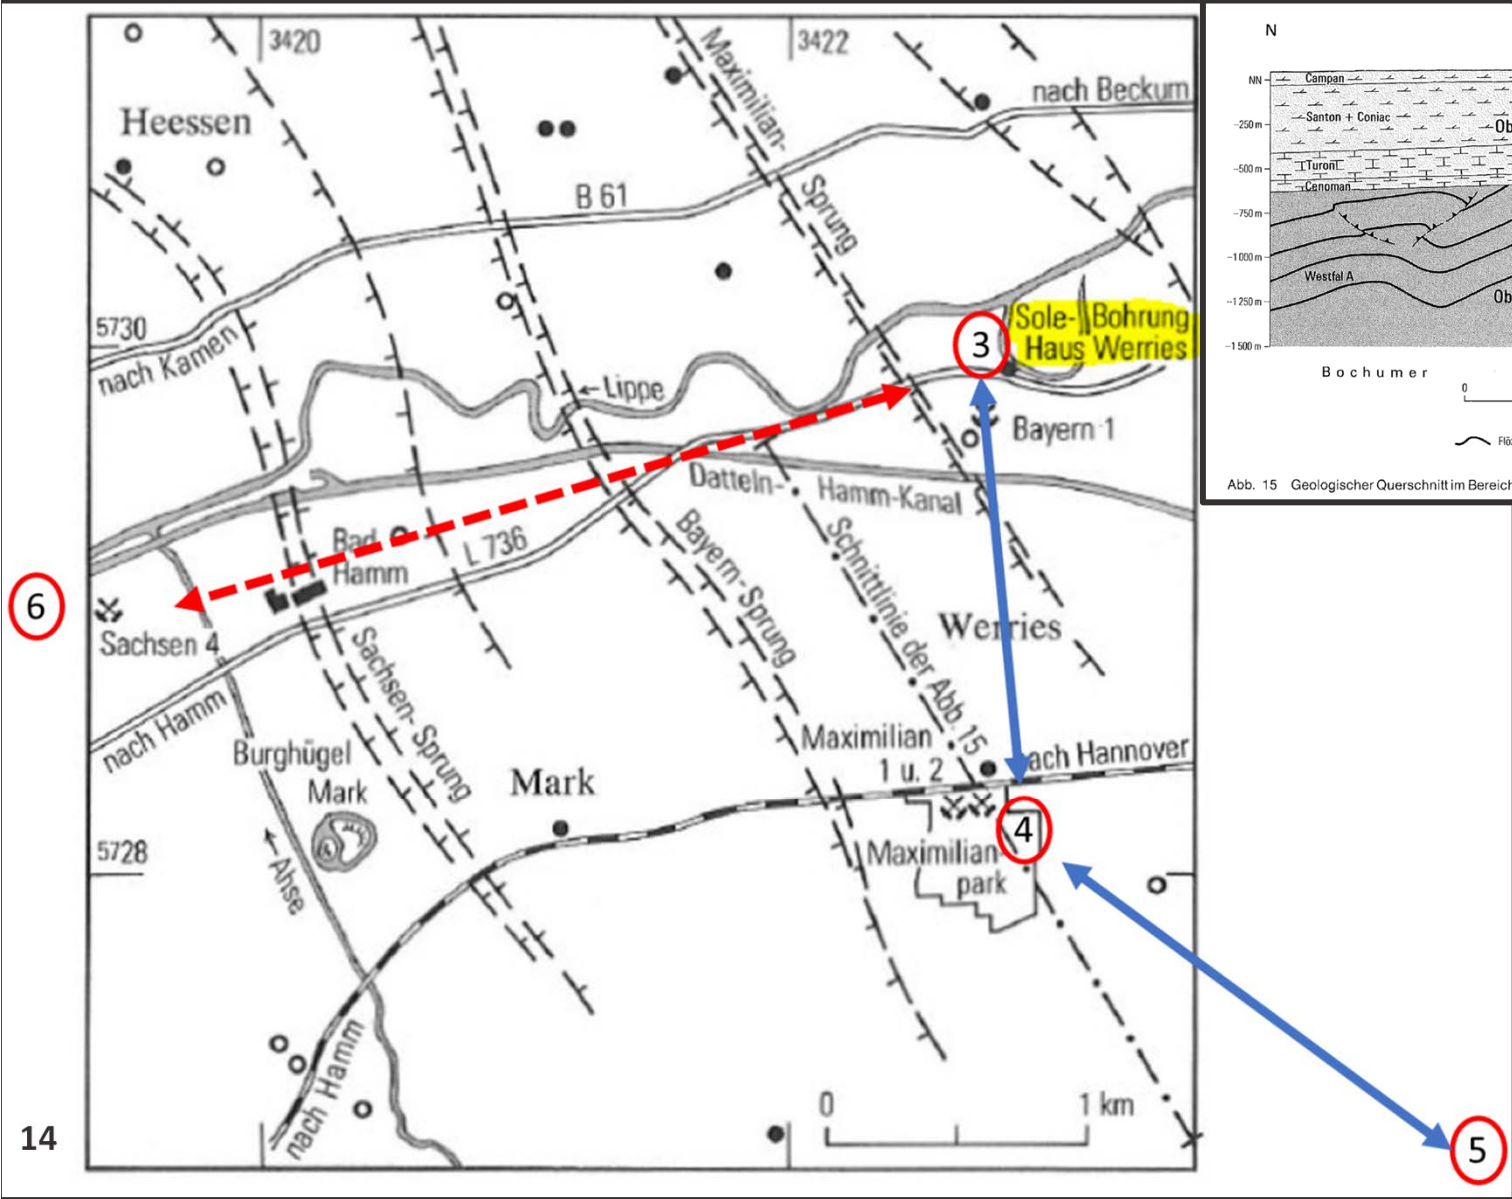 3420
3422
Maximilian-
Sprung
nach Beckum
Heessen
B 61
5730
nach Kamen
Sole-Bohrung
Haus Werries
3
←Lippe
Bayern 1
Datteln-
Hamm-Kanal
Bad
Hamm
L 736
6
Sachsen 4
Bayern-Sprung
Schnittlinie der Abb. 15
Werries
nach Hamm
Sachsen-Sprung
Burghügel
Mark
Mark
Maximilian
1 u. 2
ach Hannover
4
5728
←Ahse
Maximilian-
park
nach Hamm
0
1 km
14
5
N
NN
Campan
-250 m
Santon + Coniac
Ob
-500 m
Turon
Cenoman
-750 m
-1000 m
Westfal A
-1250 m
Ob
-1500 m
Bochumer
0
Flö
Abb. 15 Geologischer Querschnitt im Bereich